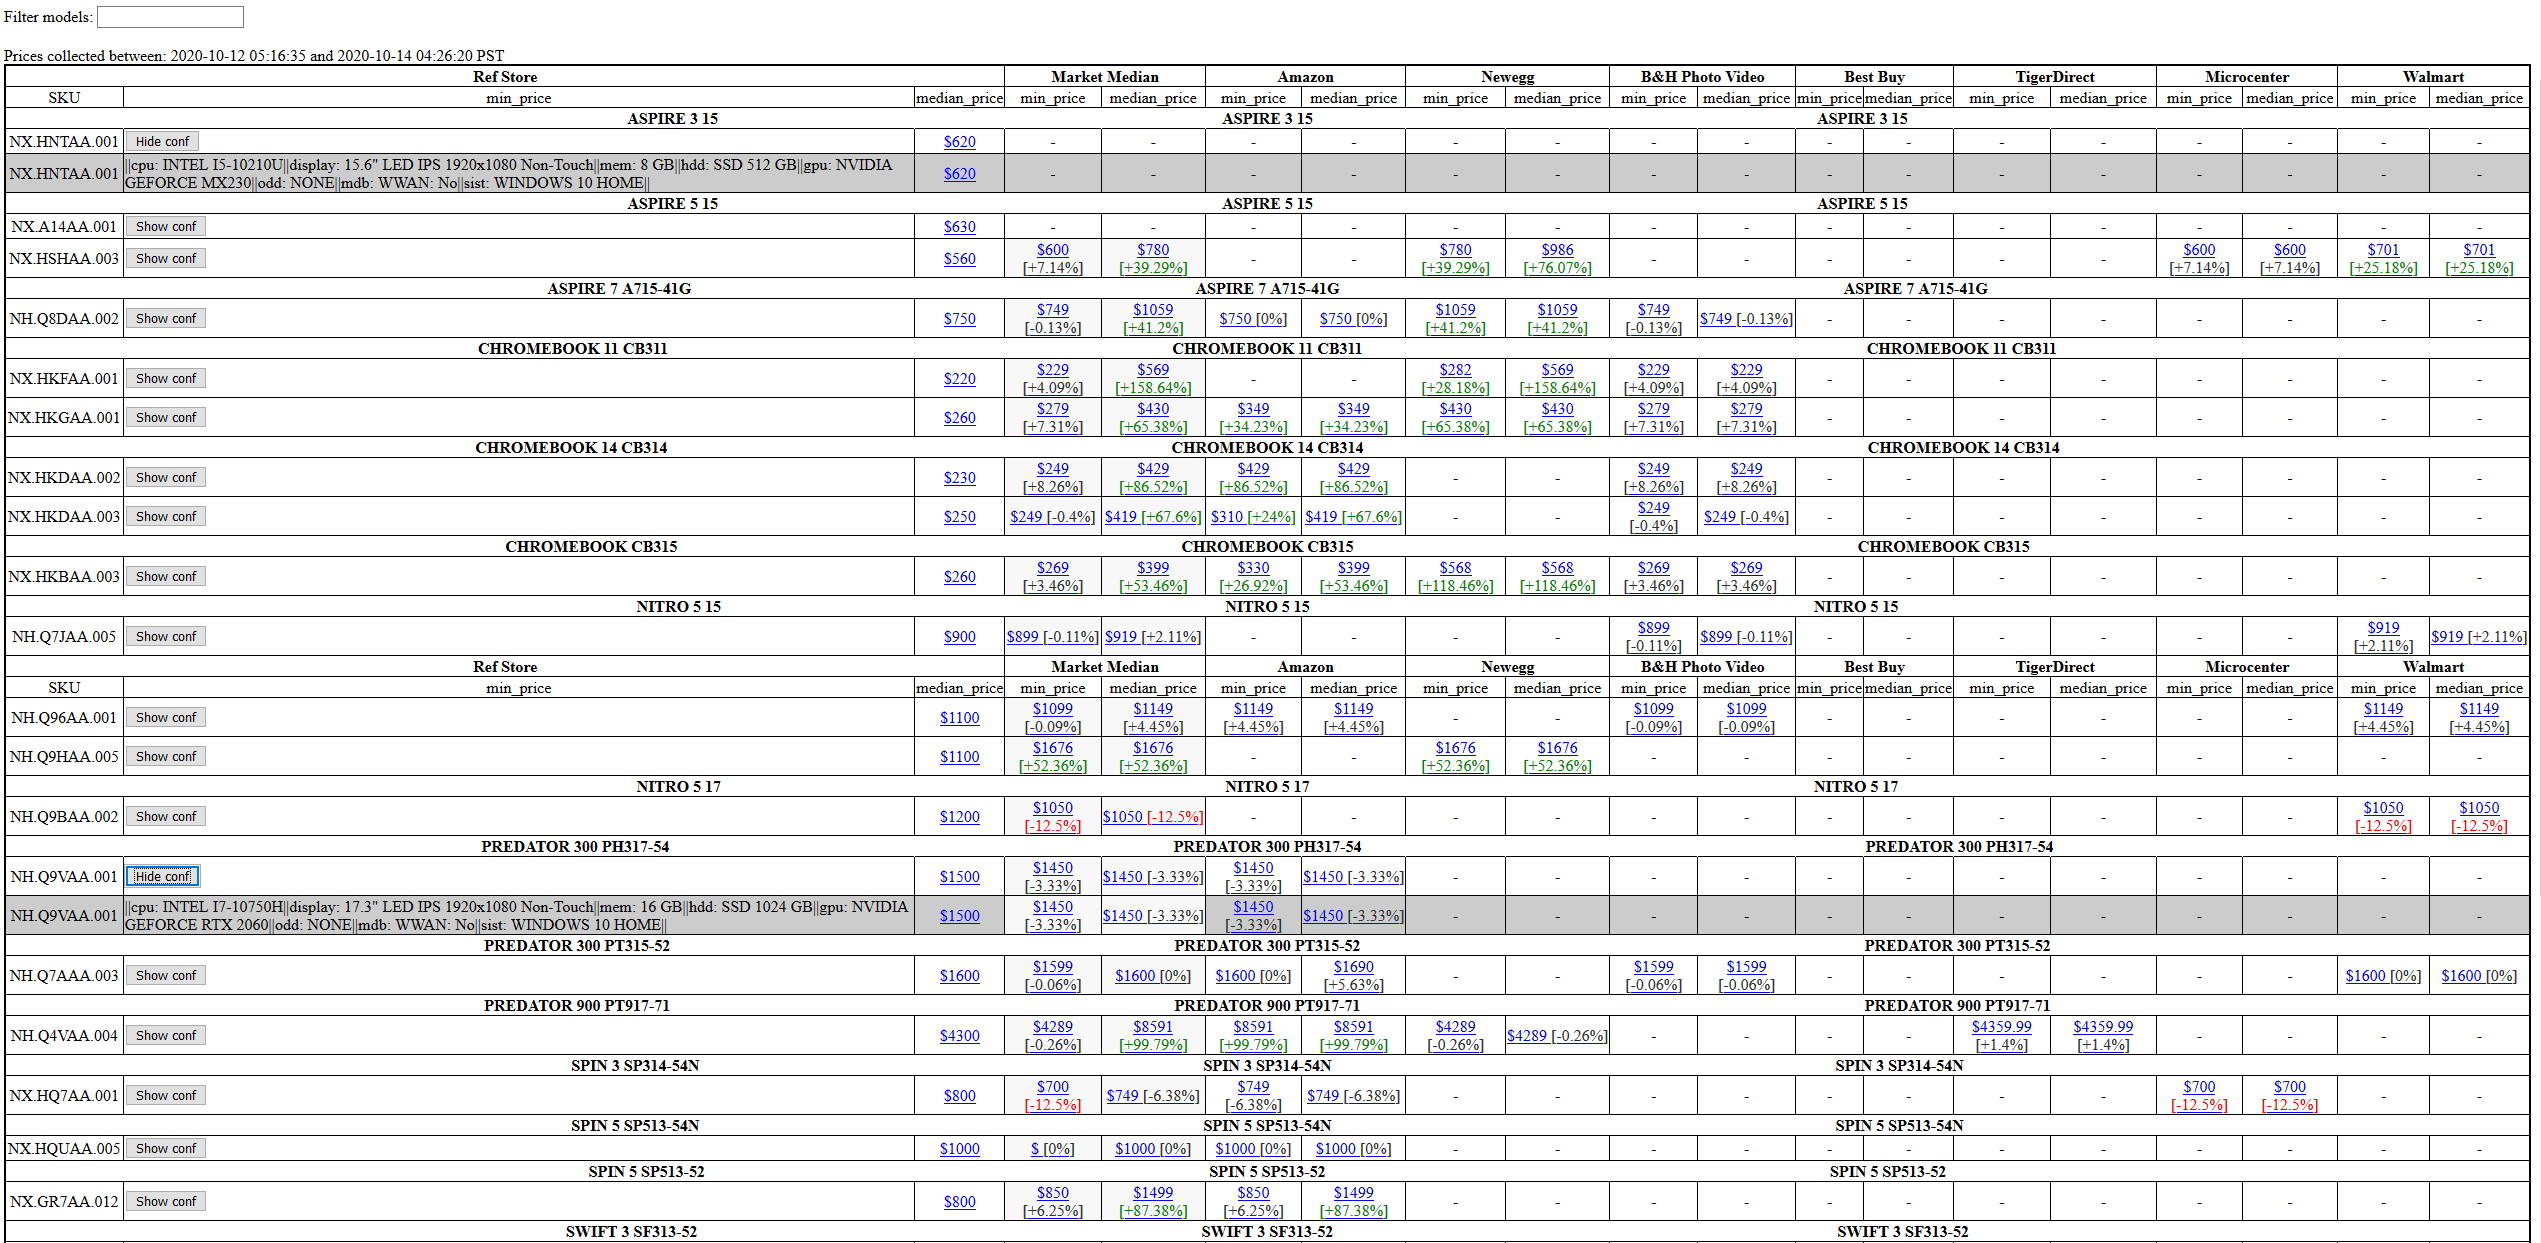 Filter models:
Prices collected between: 2020-10-12 05:16:35 and 2020-10-14 04:26:20 PST
Ref Store Market Median Amazon Newegg B&H Photo Video Best Buy TigerDirect Microcenter Walmart
SKU min_price median_price min_price median_price min_price median_price min_price median_price min_price median_price min_price median_price min_price median_price min_price median_price min_price median_price
ASPIRE 3 15 ASPIRE 3 15 ASPIRE 3 15
NX.HNTAA.001 Hide conf $620 - - - - - - - - - - - - - - - -
NX.HNTAA.001 ||cpu: INTEL I5-10210U||display: 15.6" LED IPS 1920x1080 Non-Touch||mem: 8 GB||hdd: SSD 512 GB||gpu: NVIDIA
GEFORCE MX230||odd: NONE||mdb: WWAN: No||sist: WINDOWS 10 HOME|| $620 - - - - - - - - - - - - - - - -
ASPIRE 5 15 ASPIRE 5 15 ASPIRE 5 15
NX.A14AA.001 Show conf $630 - - - - - - - - - - - - - - - -
NX.HSHAA.003 Show conf $560 $600 [+7.14%] $780 [+39.29%] - - $780 [+39.29%] $986 [+76.07%] - - - - - - $600 [+7.14%] $600 [+7.14%] $701 [+25.18%] $701 [+25.18%]
ASPIRE 7 A715-41G ASPIRE 7 A715-41G ASPIRE 7 A715-41G
NH.Q8DAA.002 Show conf $750 $749 [-0.13%] $1059 [+41.2%] $750 [0%] $750 [0%] $1059 [+41.2%] $1059 [+41.2%] $749 [-0.13%] $749 [-0.13%] - - - - - - - -
CHROMEBOOK 11 CB311 CHROMEBOOK 11 CB311 CHROMEBOOK 11 CB311
NX.HKFAA.001 Show conf $220 $229 [+4.09%] $569 [+158.64%] - - $282 [+28.18%] $569 [+158.64%] $229 [+4.09%] $229 [+4.09%] - - - - - - - -
NX.HKGAA.001 Show conf $260 $279 [+7.31%] $430 [+65.38%] $349 [+34.23%] $349 [+34.23%] $430 [+65.38%] $430 [+65.38%] $279 [+7.31%] $279 [+7.31%] - - - - - - - -
CHROMEBOOK 14 CB314 CHROMEBOOK 14 CB314 CHROMEBOOK 14 CB314
NX.HKDAA.002 Show conf $230 $249 [+8.26%] $429 [+86.52%] $429 [+86.52%] $429 [+86.52%] - - $249 [+8.26%] $249 [+8.26%] - - - - - - - -
NX.HKDAA.003 Show conf $250 $249 [-0.4%] $419 [+67.6%] $310 [+24%] $419 [+67.6%] - - $249 [-0.4%] $249 [-0.4%] - - - - - - - -
CHROMEBOOK CB315 CHROMEBOOK CB315 CHROMEBOOK CB315
NX.HKBAA.003 Show conf $260 $269 [+3.46%] $399 [+53.46%] $330 [+26.92%] $399 [+53.46%] $568 [+118.46%] $568 [+118.46%] $269 [+3.46%] $269 [+3.46%] - - - - - - - -
NITRO 5 15 NITRO 5 15 NITRO 5 15
NH.Q7JAA.005 Show conf $900 $899 [-0.11%] $919 [+2.11%] - - - - $899 [-0.11%] $899 [-0.11%] - - - - - - $919 [+2.11%] $919 [+2.11%]
Ref Store Market Median Amazon Newegg B&H Photo Video Best Buy TigerDirect Microcenter Walmart
SKU min_price median_price min_price median_price min_price median_price min_price median_price min_price median_price min_price median_price min_price median_price min_price median_price min_price median_price
NH.Q96AA.001 Show conf $1100 $1099 [-0.09%] $1149 [+4.45%] $1149 [+4.45%] $1149 [+4.45%] - - $1099 [-0.09%] $1099 [-0.09%] - - - - - - $1149 [+4.45%] $1149 [+4.45%]
NH.Q9HAA.005 Show conf $1100 $1676 [+52.36%] $1676 [+52.36%] - - $1676 [+52.36%] $1676 [+52.36%] - - - - - - - - - -
NITRO 5 17 NITRO 5 17 NITRO 5 17
NH.Q9BAA.002 Show conf $1200 $1050 [-12.5%] $1050 [-12.5%] - - - - - - - - - - - - $1050 [-12.5%] $1050 [-12.5%]
PREDATOR 300 PH317-54 PREDATOR 300 PH317-54 PREDATOR 300 PH317-54
NH.Q9VAA.001 Hide conf $1500 $1450 [-3.33%] $1450 [-3.33%] $1450 [-3.33%] $1450 [-3.33%] - - - - - - - - - - - -
NH.Q9VAA.001 ||cpu: INTEL I7-10750H||display: 17.3" LED IPS 1920x1080 Non-Touch||mem: 16 GB||hdd: SSD 1024 GB||gpu: NVIDIA
GEFORCE RTX 2060||odd: NONE||mdb: WWAN: No||sist: WINDOWS 10 HOME|| $1500 $1450 [-3.33%] $1450 [-3.33%] $1450 [-3.33%] $1450 [-3.33%] - - - - - - - - - - - -
PREDATOR 300 PT315-52 PREDATOR 300 PT315-52 PREDATOR 300 PT315-52
NH.Q7AAA.003 Show conf $1600 $1599 [-0.06%] $1600 [0%] $1600 [0%] $1690 [+5.63%] - - $1599 [-0.06%] $1599 [-0.06%] - - - - - - $1600 [0%] $1600 [0%]
PREDATOR 900 PT917-71 PREDATOR 900 PT917-71 PREDATOR 900 PT917-71
NH.Q4VAA.004 Show conf $4300 $4289 [-0.26%] $8591 [+99.79%] $8591 [+99.79%] $8591 [+99.79%] $4289 [-0.26%] $4289 [-0.26%] - - - - $4359.99 [+1.4%] $4359.99 [+1.4%] - - - -
SPIN 3 SP314-54N SPIN 3 SP314-54N SPIN 3 SP314-54N
NX.HQ7AA.001 Show conf $800 $700 [-12.5%] $749 [-6.38%] $749 [-6.38%] $749 [-6.38%] - - - - - - - - $700 [-12.5%] $700 [-12.5%] - -
SPIN 5 SP513-54N SPIN 5 SP513-54N SPIN 5 SP513-54N
NX.HQUAA.005 Show conf $1000 $ [0%] $1000 [0%] $1000 [0%] $1000 [0%] - - - - - - - - - - - -
SPIN 5 SP513-52 SPIN 5 SP513-52 SPIN 5 SP513-52
NX.GR7AA.012 Show conf $800 $850 [+6.25%] $1499 [+87.38%] $850 [+6.25%] $1499 [+87.38%] - - - - - - - - - - - -
SWIFT 3 SF313-52 SWIFT 3 SF313-52 SWIFT 3 SF313-52